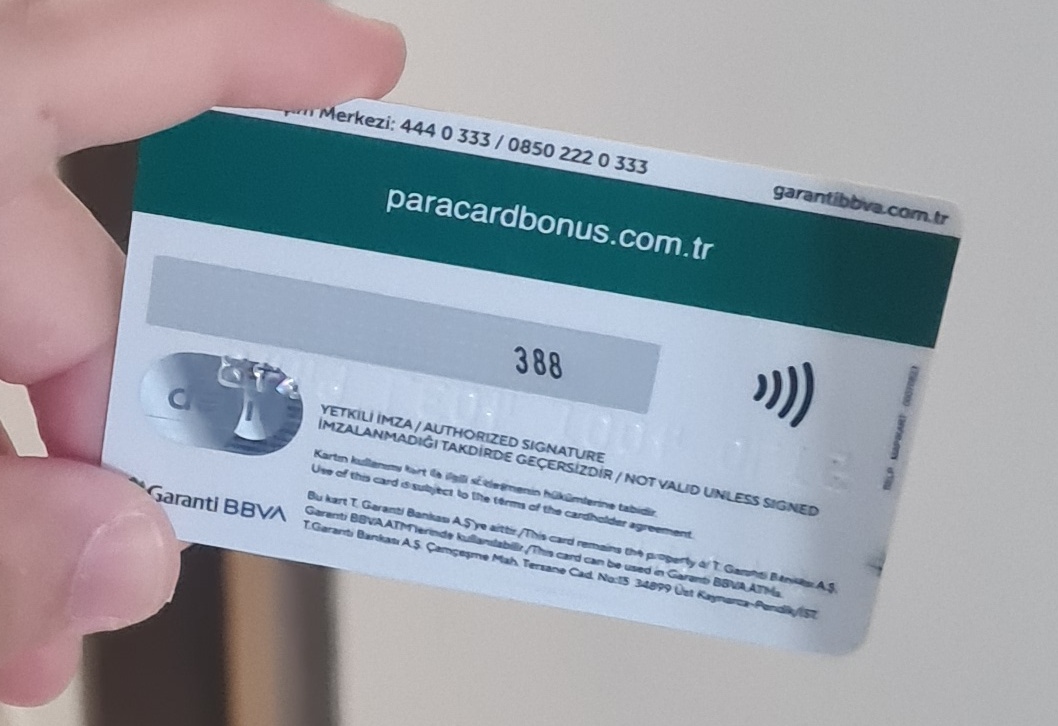 Merkezi: 444 0 333 / 0850 222 0 333
garantibbva.com.tr
paracardbonus.com.tr
388
YETKİLİ İMZA / AUTHORIZED SIGNATURE
İMZALANMADIĞI TAKDİRDE GEÇERSİZDİR / NOT VALID UNLESS SIGNED
Kartın kullanımı kart ile ilgili sözleşmenin hükümlerine tabidir.
Use of this card is subject to the terms of the cardholder agreement.
Bu kart T. Garanti Bankası A.Ş'ye aittir./This card remains the property of T. Garanti Bankası A.Ş.
Garanti BBVA ATM'lerinde kullanılabilir./This card can be used in Garanti BBVA ATMs.
T.Garanti Bankası A.Ş. Çamçeşme Mah. Tersane Cad. No:15 34899 Üst Kaynarca-Pendik/İST.
Garanti BBVA